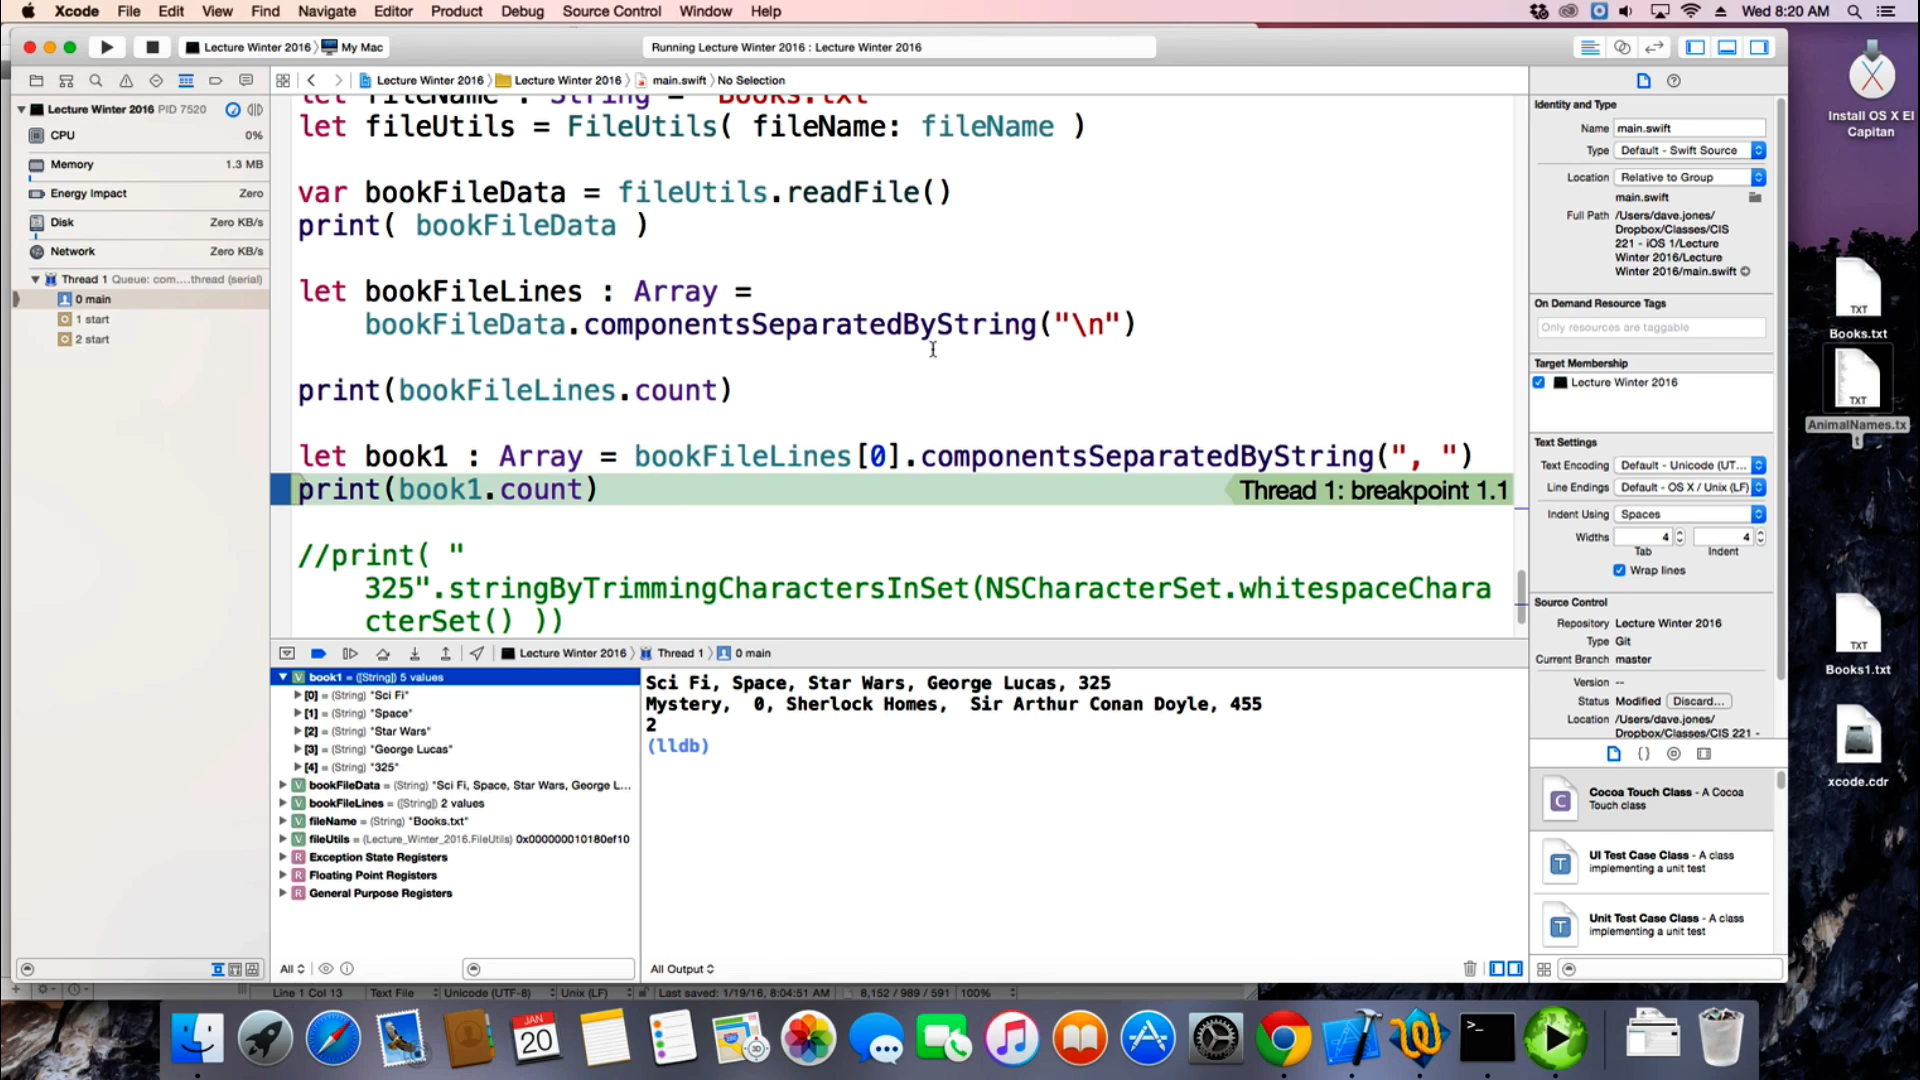 Xcode File Edit View Find Navigate Editor Product Debug Source Control Window Help Wed 8:20 AM
Lecture Winter 2016 My Mac
Running Lecture Winter 2016 : Lecture Winter 2016
Lecture Winter 2016 Lecture Winter 2016 main.swift No Selection
Lecture Winter 2016 PID 7520
CPU 0%
Memory 1.3 MB
Energy Impact Zero
Disk Zero KB/s
Network Zero KB/s
Thread 1 Queue: com....thread (serial)
0 main
1 start
2 start
let fileName : String = "Books.txt"
let fileUtils = FileUtils( fileName: fileName )
var bookFileData = fileUtils.readFile()
print( bookFileData )
let bookFileLines : Array =
bookFileData.componentsSeparatedByString("\n")
print(bookFileLines.count)
let book1 : Array = bookFileLines[0].componentsSeparatedByString(", ")
print(book1.count) Thread 1: breakpoint 1.1
//print( "
325".stringByTrimmingCharactersInSet(NSCharacterSet.whitespaceChara
cterSet() ))
Lecture Winter 2016 Thread 1 0 main
book1 = ([String]) 5 values
[0] = (String) "Sci Fi"
[1] = (String) "Space"
[2] = (String) "Star Wars"
[3] = (String) "George Lucas"
[4] = (String) "325"
bookFileData = (String) "Sci Fi, Space, Star Wars, George L...
bookFileLines = ([String]) 2 values
fileName = (String) "Books.txt"
fileUtils = (Lecture_Winter_2016.FileUtils) 0x000000010180ef10
Exception State Registers
Floating Point Registers
General Purpose Registers
Sci Fi, Space, Star Wars, George Lucas, 325
Mystery,  0, Sherlock Homes,  Sir Arthur Conan Doyle, 455
2
(lldb)
All
All Output
Identity and Type
Name main.swift
Type Default - Swift Source
Location Relative to Group
main.swift
Full Path /Users/dave.jones/
Dropbox/Classes/CIS
221 - iOS 1/Lecture
Winter 2016/Lecture
Winter 2016/main.swift
On Demand Resource Tags
Only resources are taggable
Target Membership
Lecture Winter 2016
Text Settings
Text Encoding Default - Unicode (UT...
Line Endings Default - OS X / Unix (LF)
Indent Using Spaces
Widths 4 4
Tab Indent
Wrap lines
Source Control
Repository Lecture Winter 2016
Type Git
Current Branch master
Version --
Status Modified Discard...
Location /Users/dave.jones/
Dropbox/Classes/CIS 221 -
Cocoa Touch Class - A Cocoa
Touch class
UI Test Case Class - A class
implementing a unit test
Unit Test Case Class - A class
implementing a unit test
Install OS X El
Capitan
TXT
Books.txt
TXT
AnimalNames.tx
t
TXT
Books1.txt
xcode.cdr
Line 1 Col 13 Text File Unicode (UTF-8) Unix (LF) Last saved: 1/19/16, 8:04:51 AM 8,152 / 989 / 591 100%
JAN
20
3D
>_